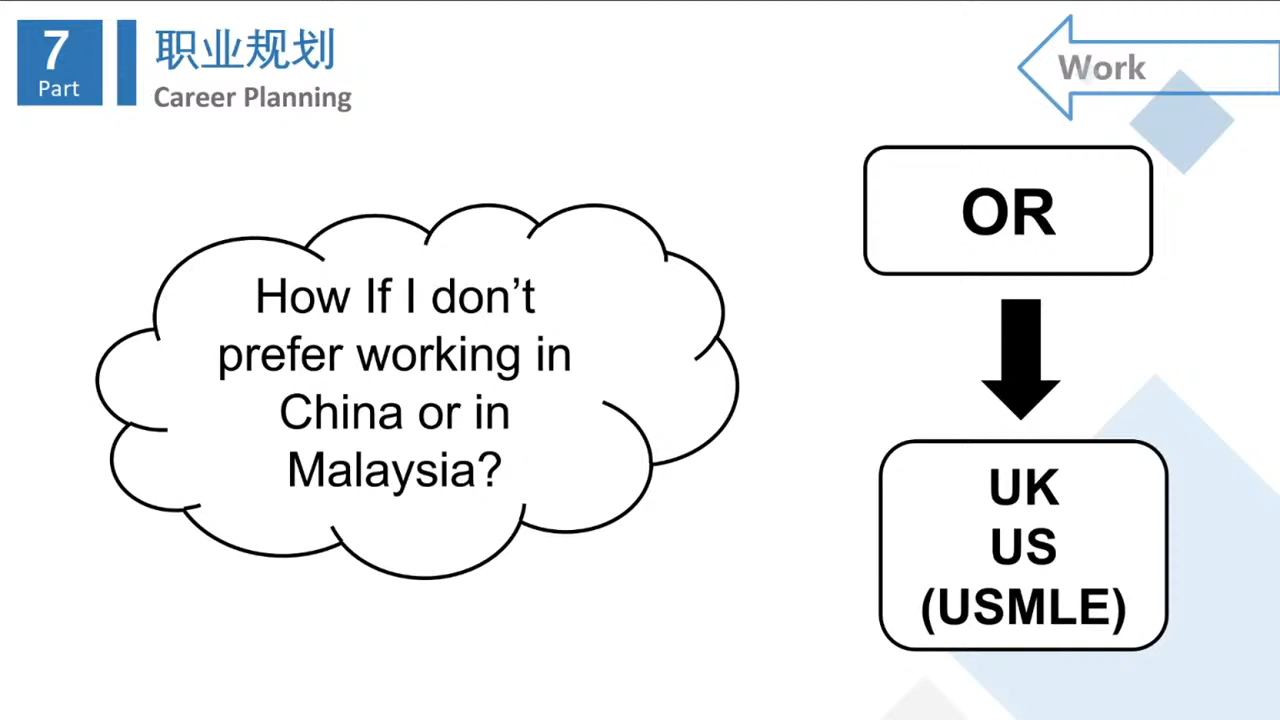 7
Part
职业规划
Career Planning
Work
How If I don’t
prefer working in
China or in
Malaysia?
OR
UK
US
(USMLE)